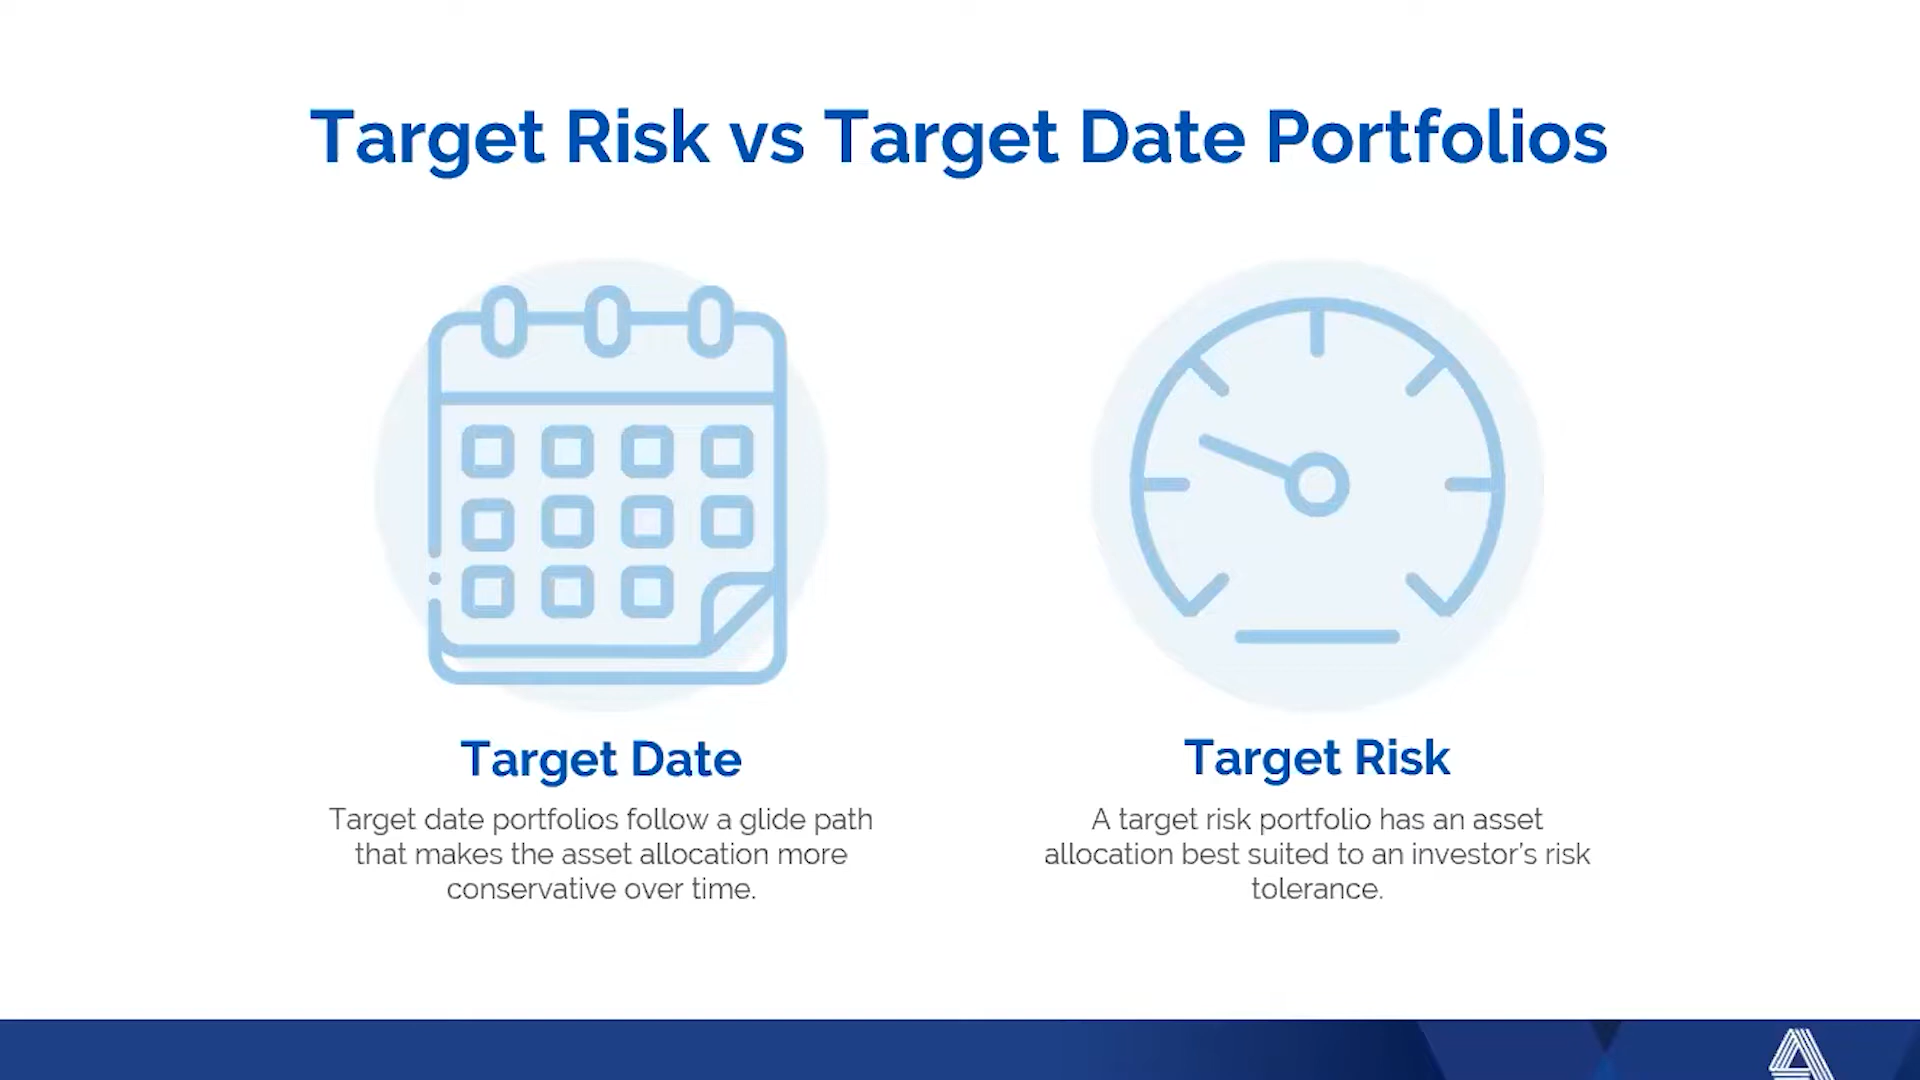 Target Risk vs Target Date Portfolios
Target Date
Target date portfolios follow a glide path
that makes the asset allocation more
conservative over time.
Target Risk
A target risk portfolio has an asset
allocation best suited to an investor’s risk
tolerance.